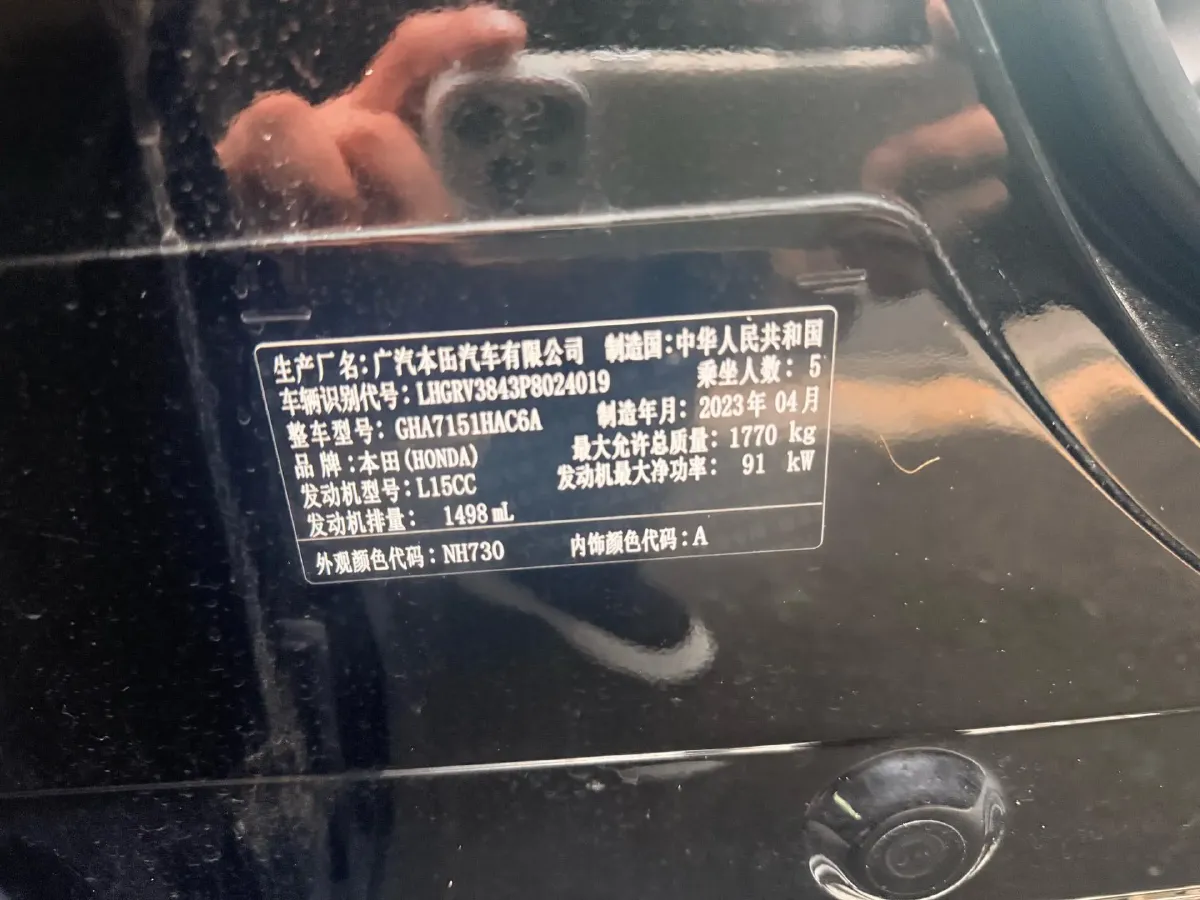 生产厂名:广汽本田汽车有限公司 制造国:中华人民共和国
车辆识别代号:LHGRV3843P8024019 乘坐人数:5
整车型号:GHA7151HAC6A 制造年月:2023年04月
品牌:本田(HONDA) 最大允许总质量:1770 kg
发动机型号:L15CC 发动机最大净功率: 91 kW
发动机排量: 1498mL
外观颜色代码:NH730 内饰颜色代码:A